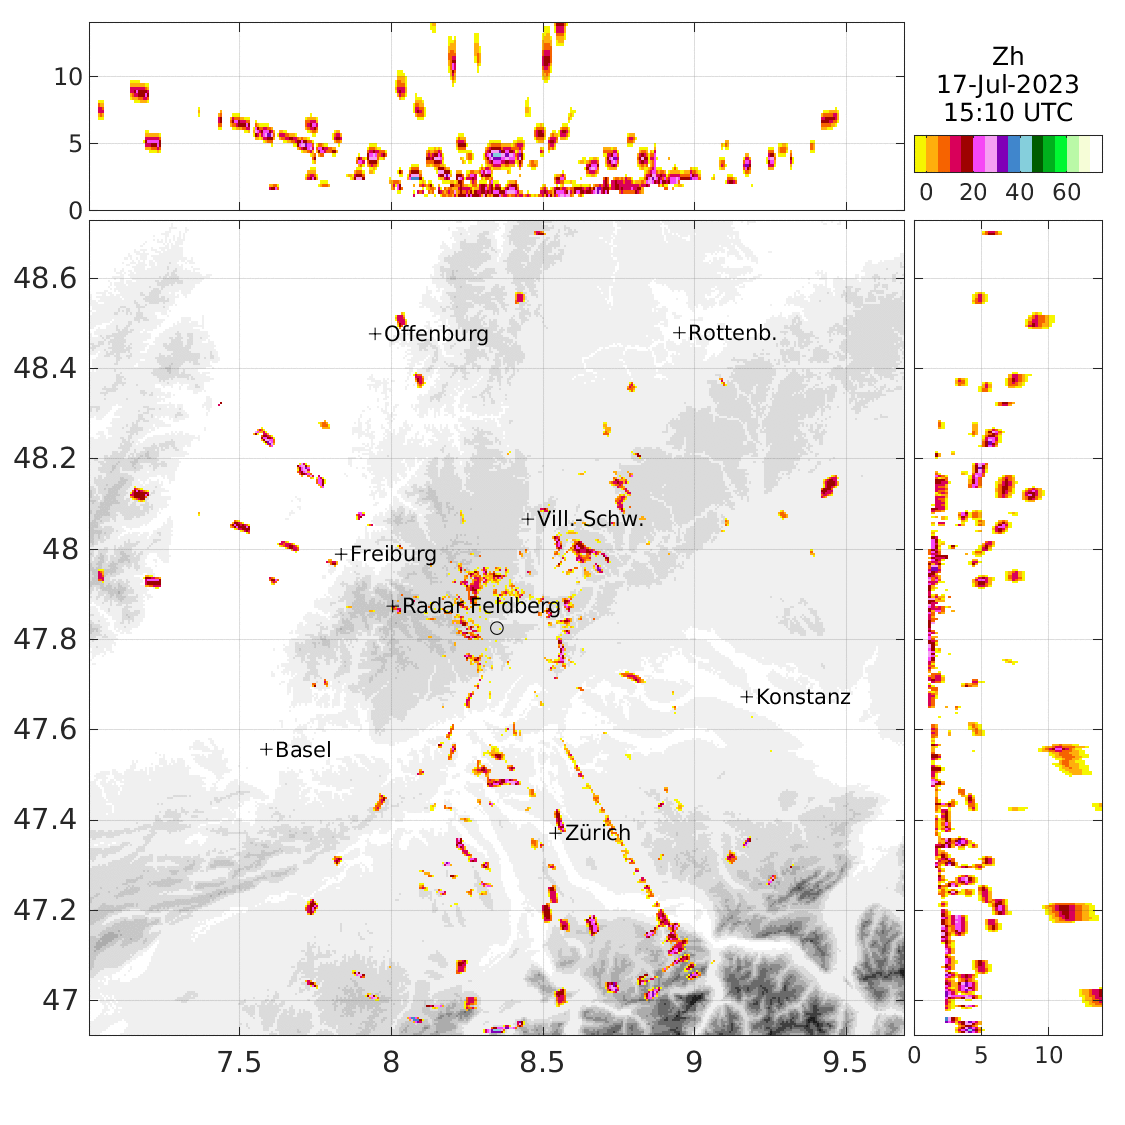 10
5
0
Zh
17-Jul-2023
15:10 UTC
0 20 40 60
48.6
48.4
48.2
48
47.8
47.6
47.4
47.2
47
Offenburg
Rottenb.
Vill.-Schw.
Freiburg
Radar Feldberg
Konstanz
Basel
Zürich
7.5 8 8.5 9 9.5
0 5 10